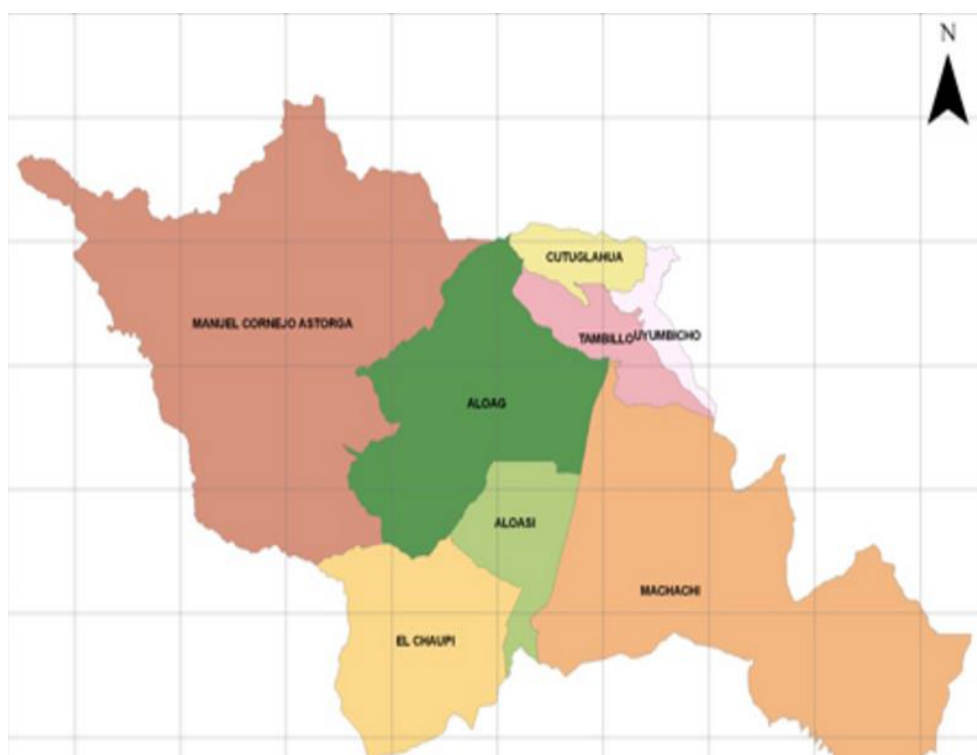 N
CUTUGLAHUA
MANUEL CORNEJO ASTORGA
TAMBILLO
UYUMBICHO
ALOAG
ALOASI
MACHACHI
EL CHAUPI